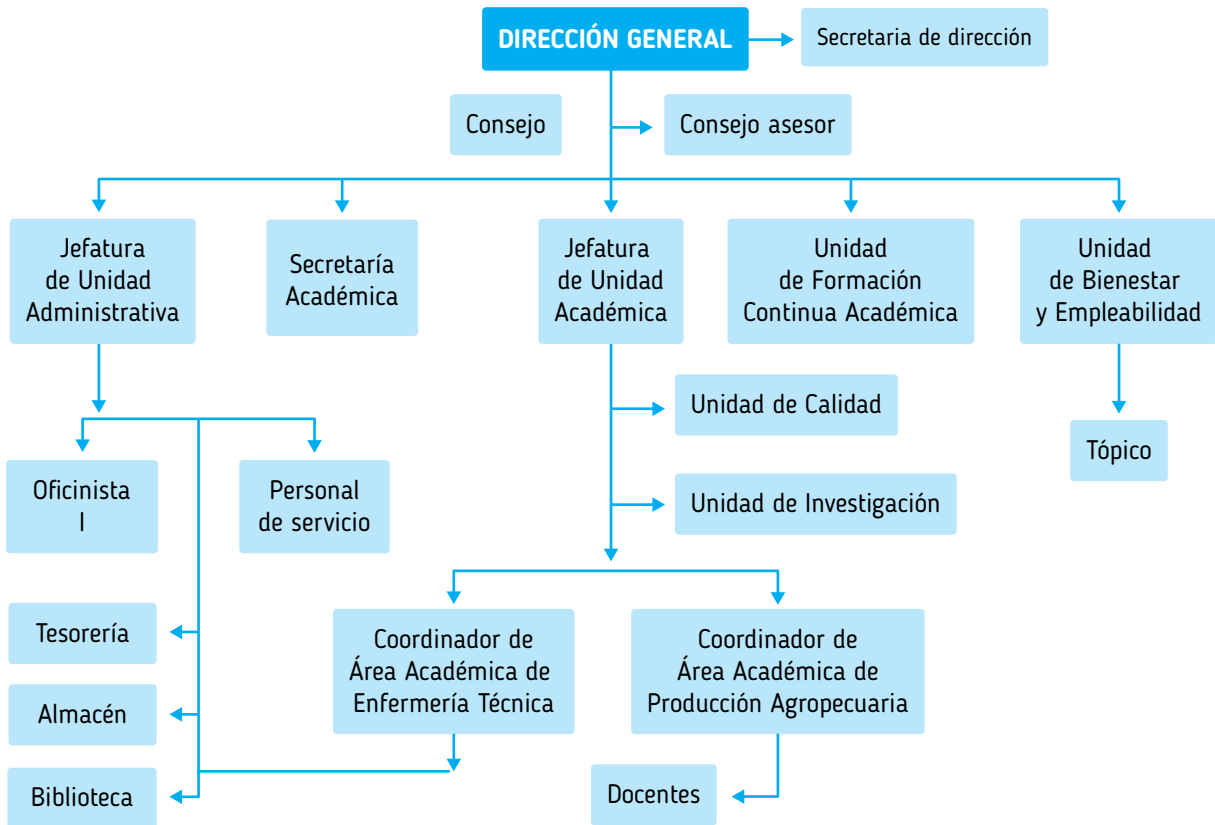 DIRECCIÓN GENERAL
Secretaria de dirección
Consejo
Consejo asesor
Jefatura
de Unidad
Administrativa
Secretaría
Académica
Jefatura
de Unidad
Académica
Unidad
de Formación
Continua Académica
Unidad
de Bienestar
y Empleabilidad
Unidad de Calidad
Tópico
Oficinista
I
Personal
de servicio
Unidad de Investigación
Tesorería
Almacén
Biblioteca
Coordinador de
Área Académica de
Enfermería Técnica
Coordinador de
Área Académica de
Producción Agropecuaria
Docentes